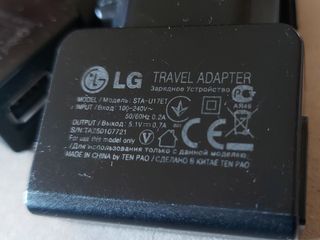 LG TRAVEL ADAPTER
Зарядное Устройство
MODEL / Модель: STA-U17ET
INPUT / Вход: 100-240V~
50/60Hz 0.2A
OUTPUT / Выход: 5.1V⎓0.7A
S/N:TA250107721
For use with this model only
Для использования только с данной моделью.
MADE IN CHINA by TEN PAO / СДЕЛАНО В КИТАЕ TEN PAO